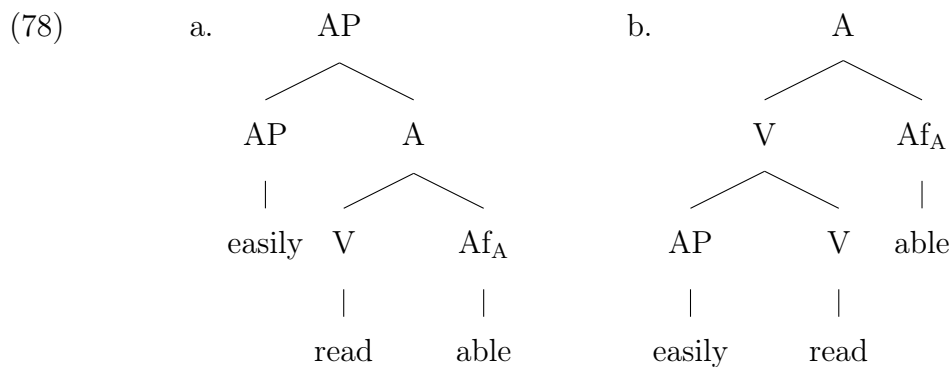 (78) a. AP b. A
AP A V Af_A
easily V Af_A AP V able
read able easily read